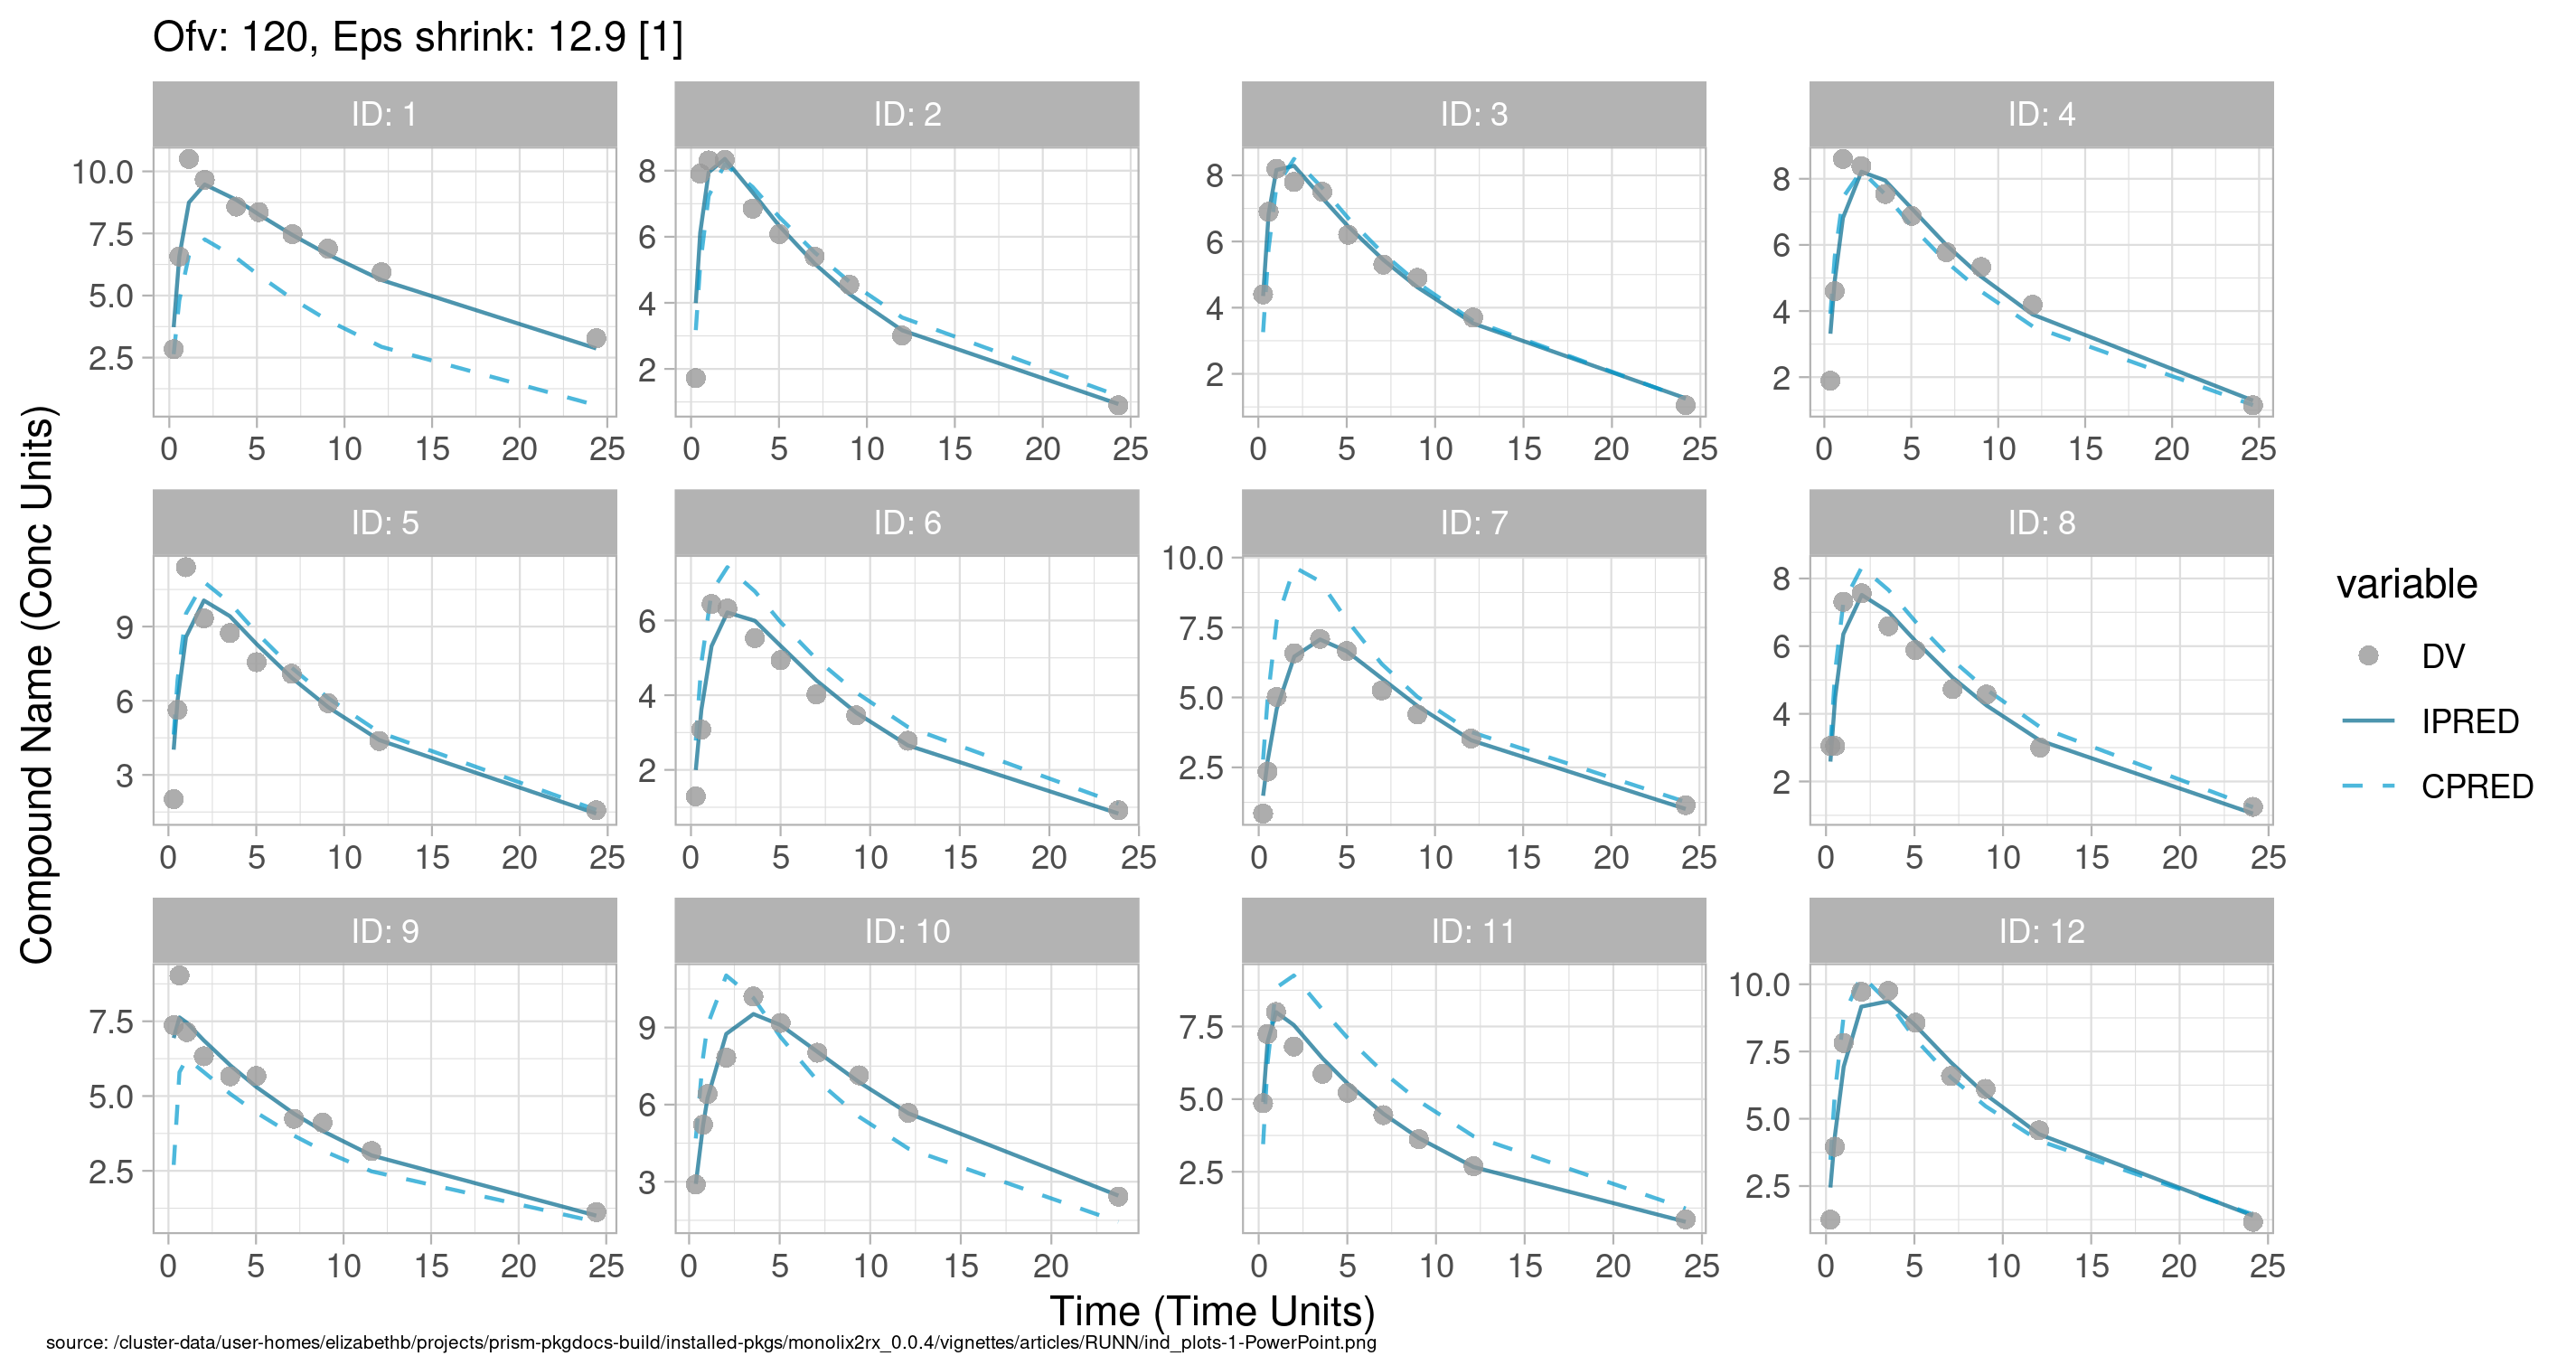 Ofv: 120, Eps shrink: 12.9 [1]
Compound Name (Conc Units)
ID: 1
10.0
7.5
5.0
2.5
0 5 10 15 20 25
ID: 2
8
6
4
2
0 5 10 15 20 25
ID: 3
8
6
4
2
0 5 10 15 20 25
ID: 4
8
6
4
2
0 5 10 15 20 25
ID: 5
9
6
3
0 5 10 15 20 25
ID: 6
6
4
2
0 5 10 15 20 25
ID: 7
10.0
7.5
5.0
2.5
0 5 10 15 20 25
ID: 8
8
6
4
2
0 5 10 15 20 25
ID: 9
7.5
5.0
2.5
0 5 10 15 20 25
ID: 10
9
6
3
0 5 10 15 20
ID: 11
7.5
5.0
2.5
0 5 10 15 20 25
ID: 12
10.0
7.5
5.0
2.5
0 5 10 15 20 25
variable
DV
IPRED
CPRED
Time (Time Units)
source: /cluster-data/user-homes/elizabethb/projects/prism-pkgdocs-build/installed-pkgs/monolix2rx_0.0.4/vignettes/articles/RUNN/ind_plots-1-PowerPoint.png